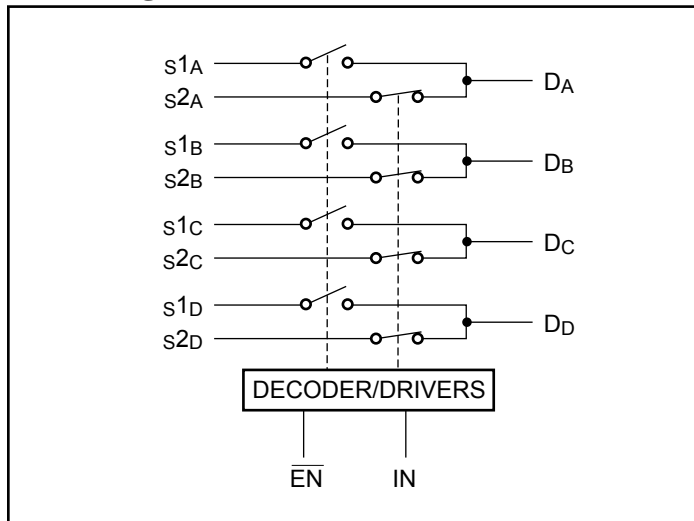 S1A
S2A
DA
S1B
S2B
DB
S1C
S2C
DC
S1D
S2D
DD
DECODER/DRIVERS
EN
IN